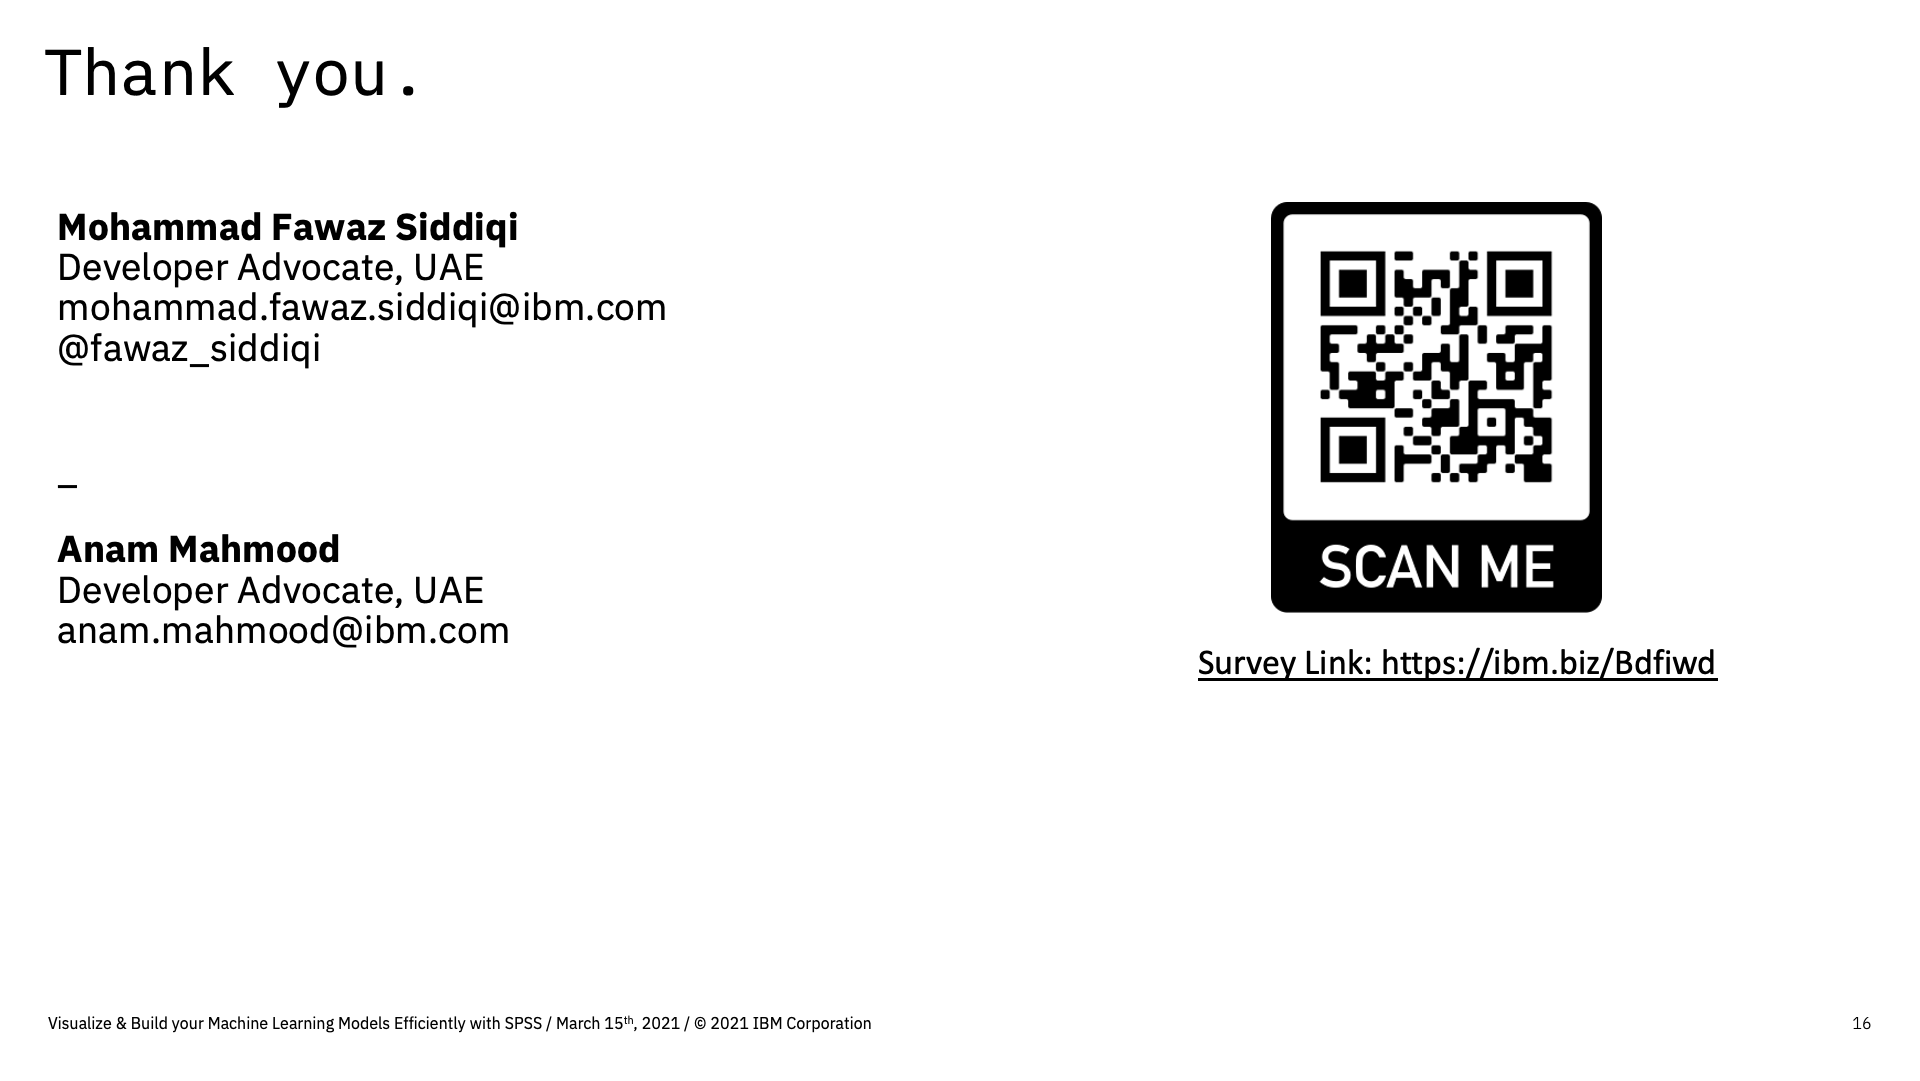 Thank you.
Mohammad Fawaz Siddiqi
Developer Advocate, UAE
mohammad.fawaz.siddiqi@ibm.com
@fawaz_siddiqi
–
Anam Mahmood
Developer Advocate, UAE
anam.mahmood@ibm.com
SCAN ME
Survey Link: https://ibm.biz/Bdfiwd
Visualize & Build your Machine Learning Models Efficiently with SPSS / March 15th, 2021 / © 2021 IBM Corporation
16